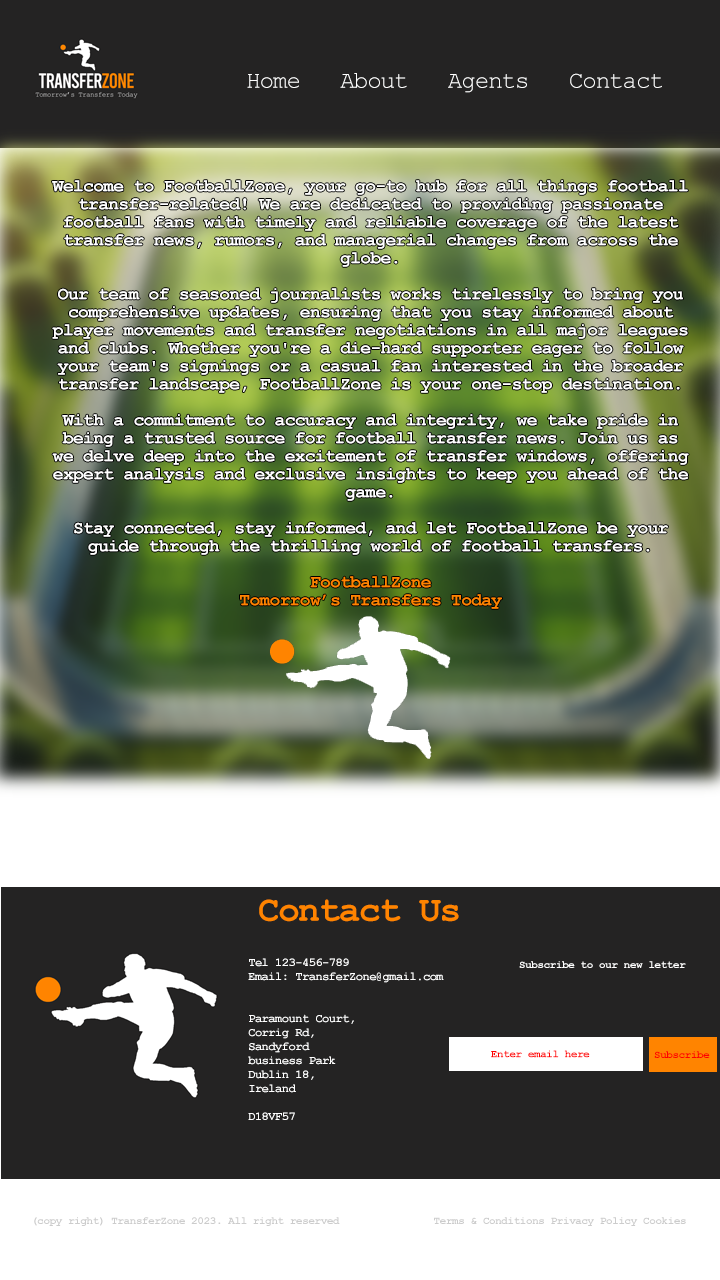 TRANSFERZONE
Tomorrow's Transfers Today
Home About Agents Contact
Welcome to FootballZone, your go-to hub for all things football
transfer-related! We are dedicated to providing passionate
football fans with timely and reliable coverage of the latest
transfer news, rumors, and managerial changes from across the
globe.
Our team of seasoned journalists works tirelessly to bring you
comprehensive updates, ensuring that you stay informed about
player movements and transfer negotiations in all major leagues
and clubs. Whether you're a die-hard supporter eager to follow
your team's signings or a casual fan interested in the broader
transfer landscape, FootballZone is your one-stop destination.
With a commitment to accuracy and integrity, we take pride in
being a trusted source for football transfer news. Join us as
we delve deep into the excitement of transfer windows, offering
expert analysis and exclusive insights to keep you ahead of the
game.
Stay connected, stay informed, and let FootballZone be your
guide through the thrilling world of football transfers.
FootballZone
Tomorrow’s Transfers Today
Contact Us
Tel 123-456-789
Email: TransferZone@gmail.com
Paramount Court,
Corrig Rd,
Sandyford
business Park
Dublin 18,
Ireland
D18VF57
Subscribe to our new letter
Enter email here
Subscribe
(copy right) TransferZone 2023. All right reserved
Terms & Conditions Privacy Policy Cookies